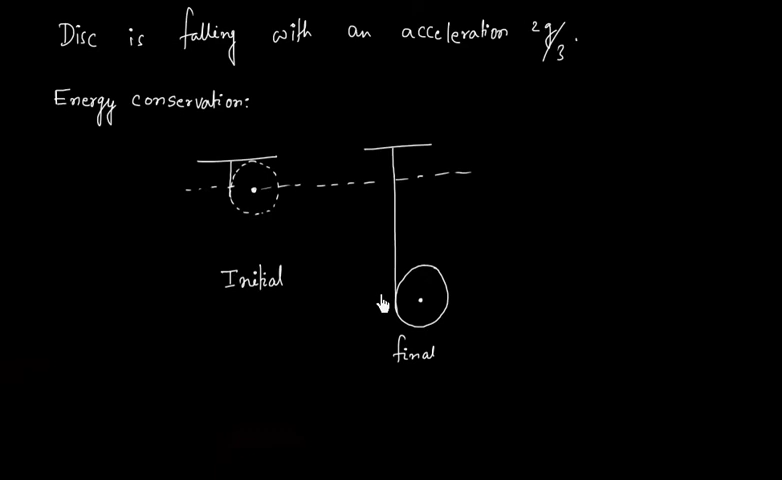 Disc is falling with an acceleration 2g/3.
Energy conservation:
Initial
final